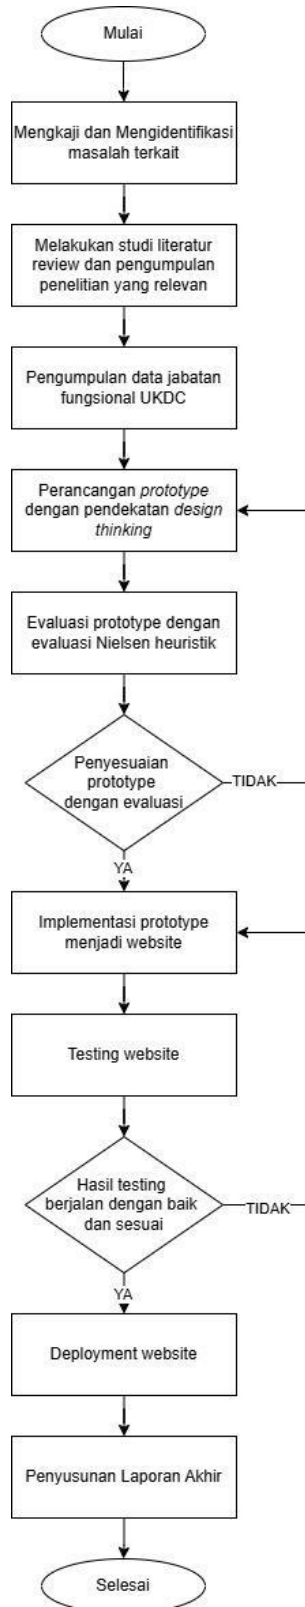 Mulai
Mengkaji dan Mengidentifikasi
masalah terkait
Melakukan studi literatur
review dan pengumpulan
penelitian yang relevan
Pengumpulan data jabatan
fungsional UKDC
Perancangan prototype
dengan pendekatan design
thinking
Evaluasi prototype dengan
evaluasi Nielsen heuristik
Penyesuaian
prototype
dengan evaluasi
TIDAK
YA
Implementasi prototype
menjadi website
Testing website
Hasil testing
berjalan dengan baik
dan sesuai
TIDAK
YA
Deployment website
Penyusunan Laporan Akhir
Selesai